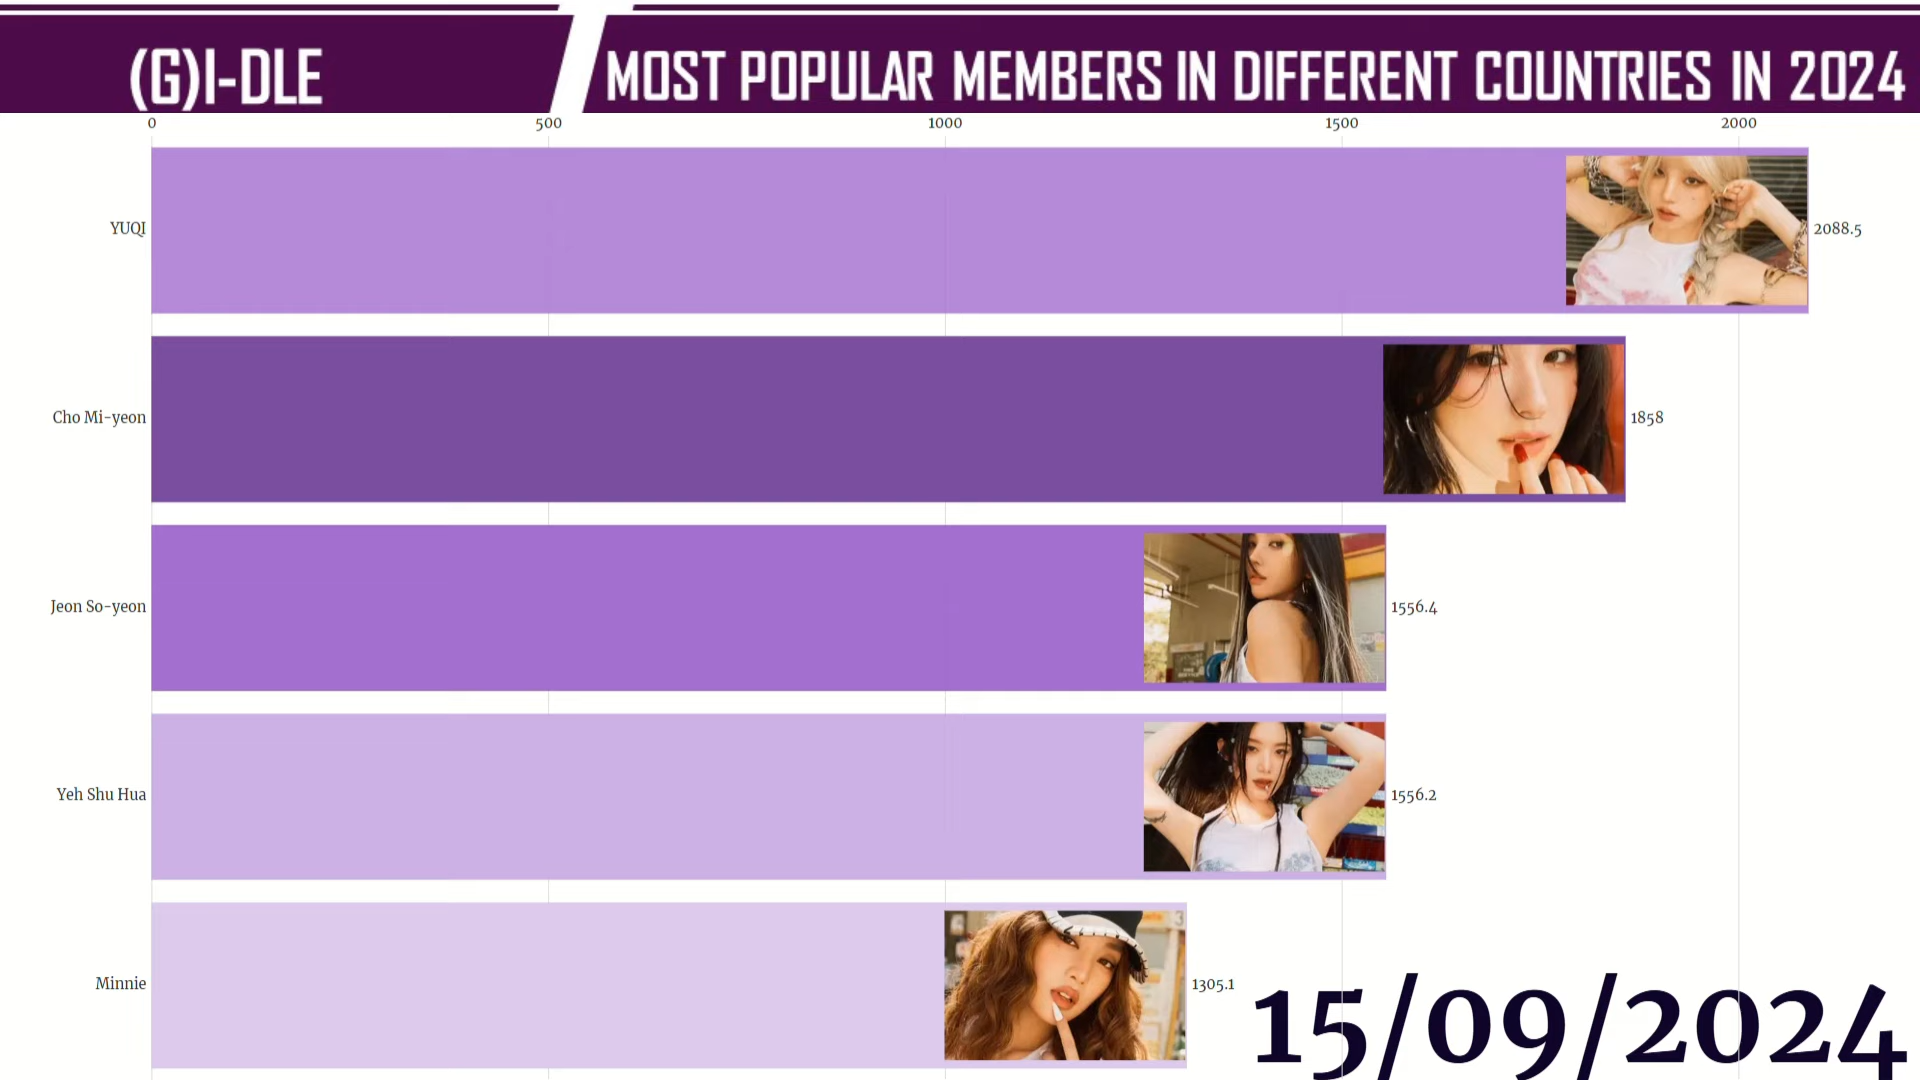 (G)I-DLE
MOST POPULAR MEMBERS IN DIFFERENT COUNTRIES IN 2024
0 500 1000 1500 2000
YUQI 2088.5
Cho Mi-yeon 1858
Jeon So-yeon 1556.4
Yeh Shu Hua 1556.2
Minnie 1305.1
15/09/2024